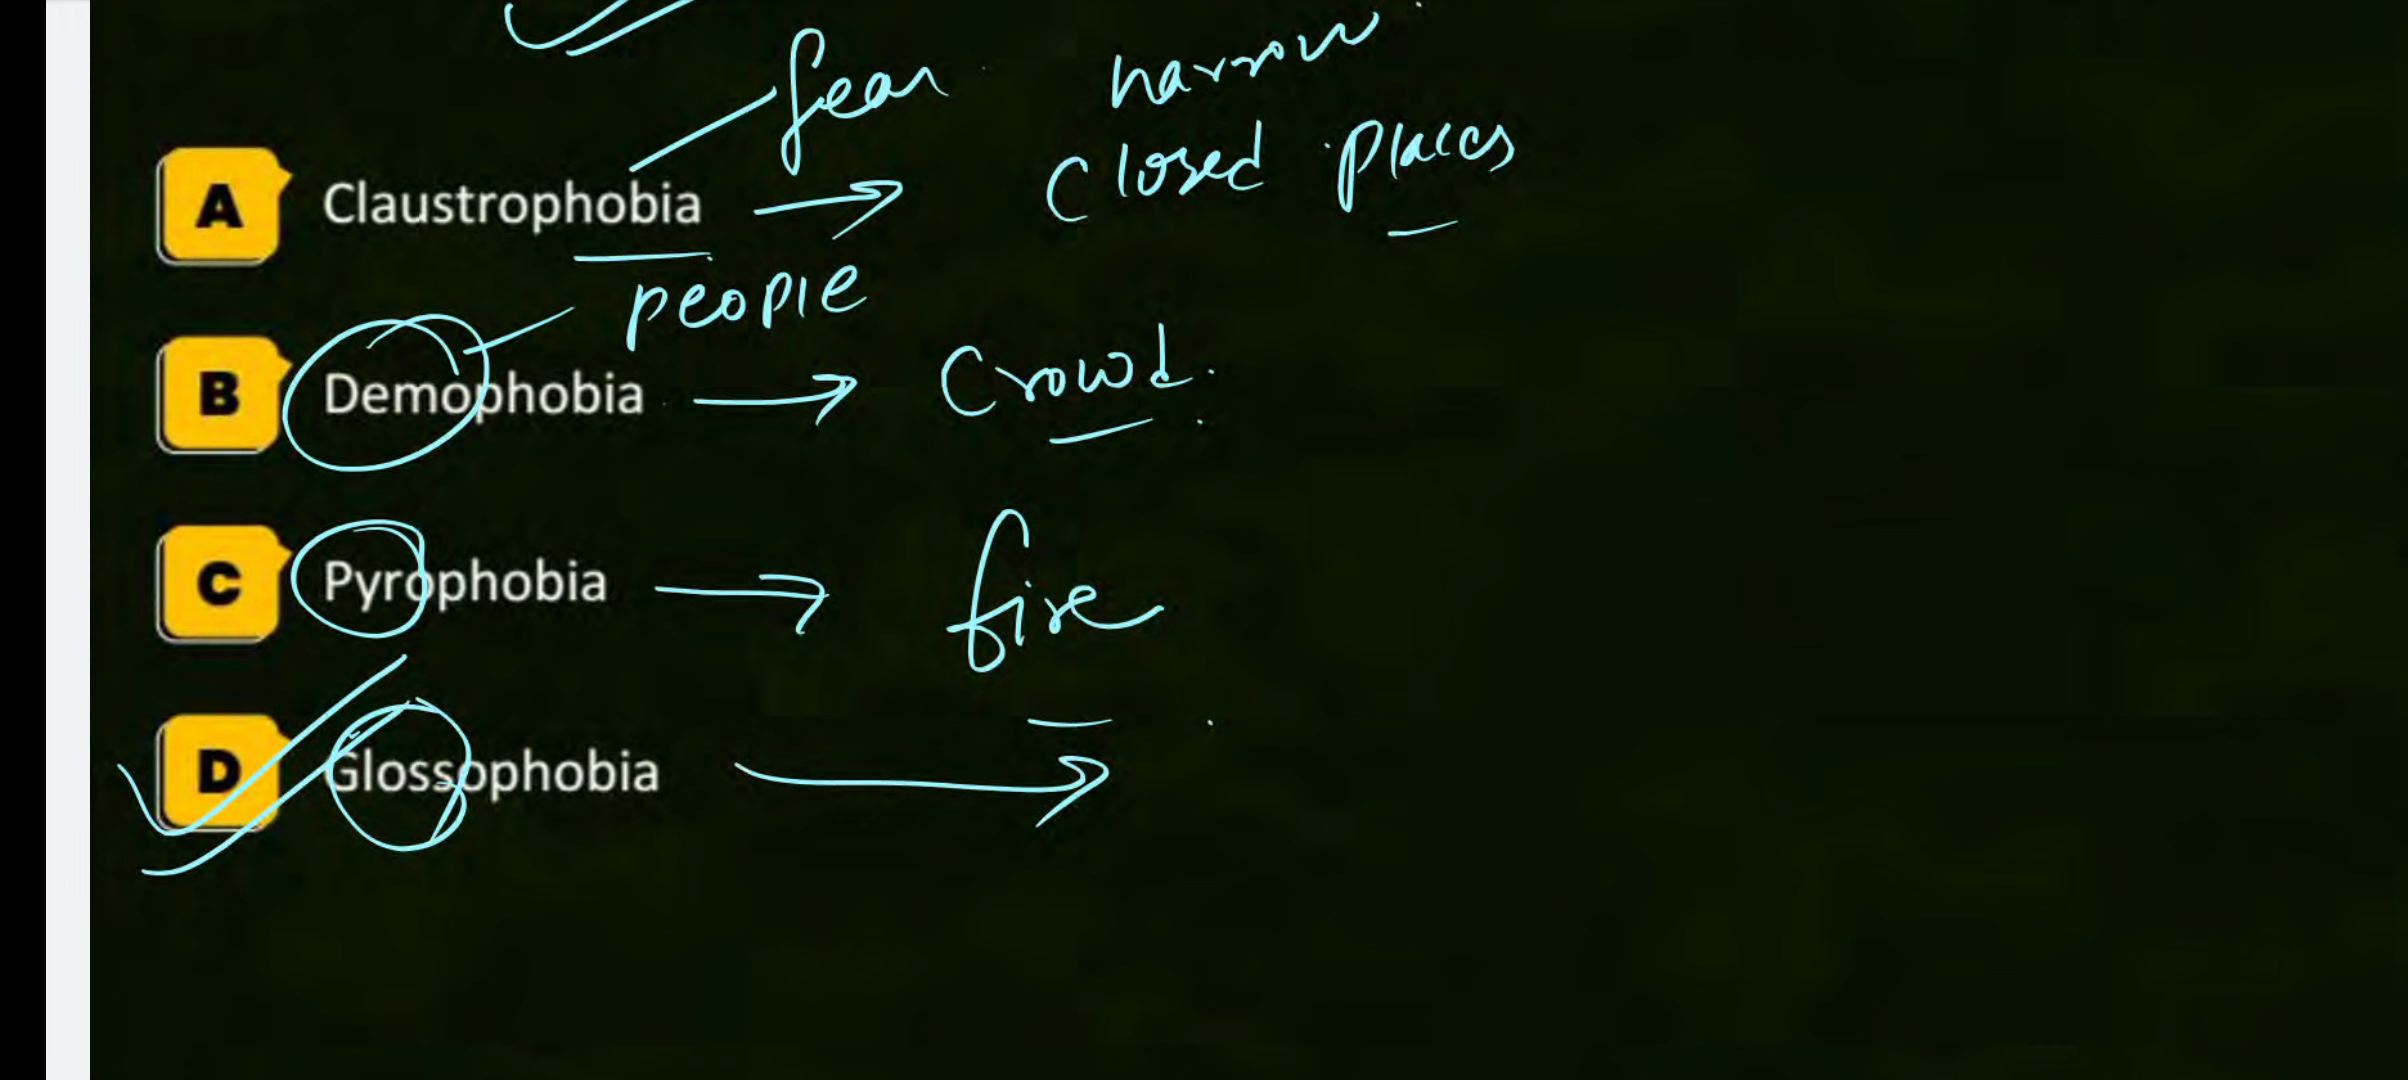 fear narrow
closed places
A Claustrophobia
people
B Demophobia crowd.
C Pyrophobia fire
D Glossophobia